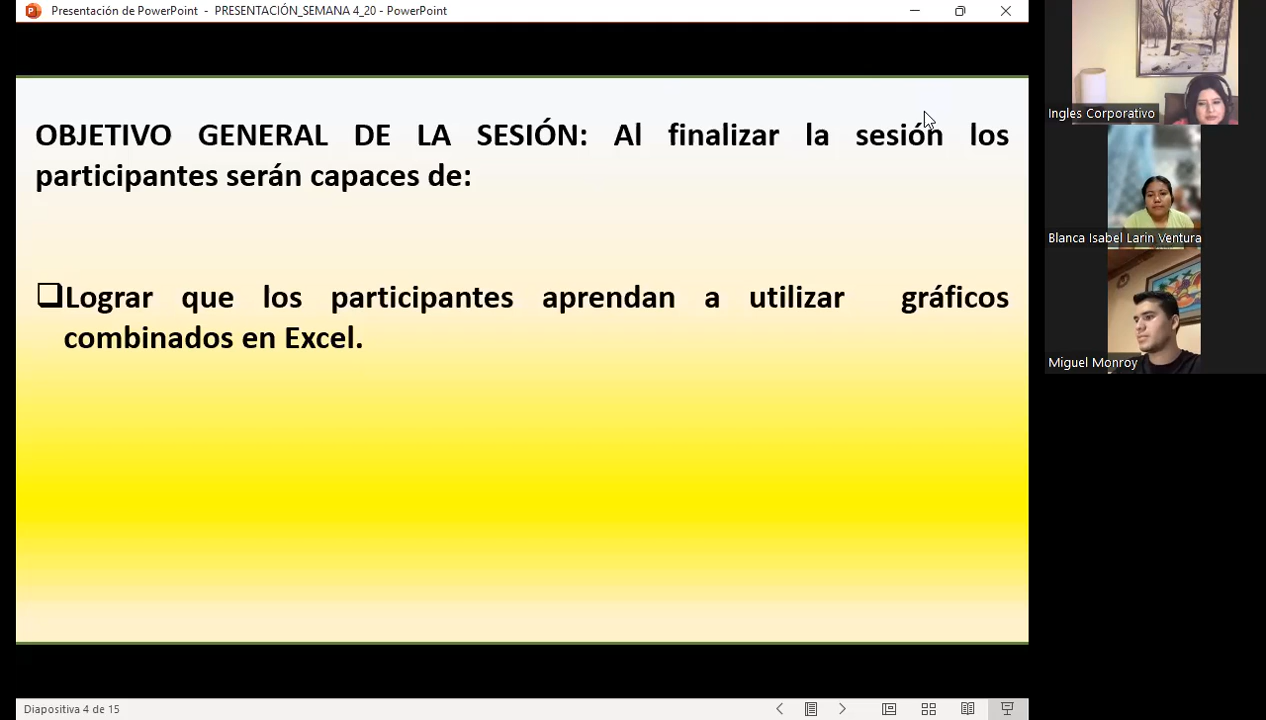 Presentación de PowerPoint - PRESENTACIÓN_SEMANA 4_20 - PowerPoint
OBJETIVO GENERAL DE LA SESIÓN: Al finalizar la sesión los
participantes serán capaces de:
Lograr que los participantes aprendan a utilizar gráficos
combinados en Excel.
Ingles Corporativo
Blanca Isabel Larin Ventura
Miguel Monroy
Diapositiva 4 de 15